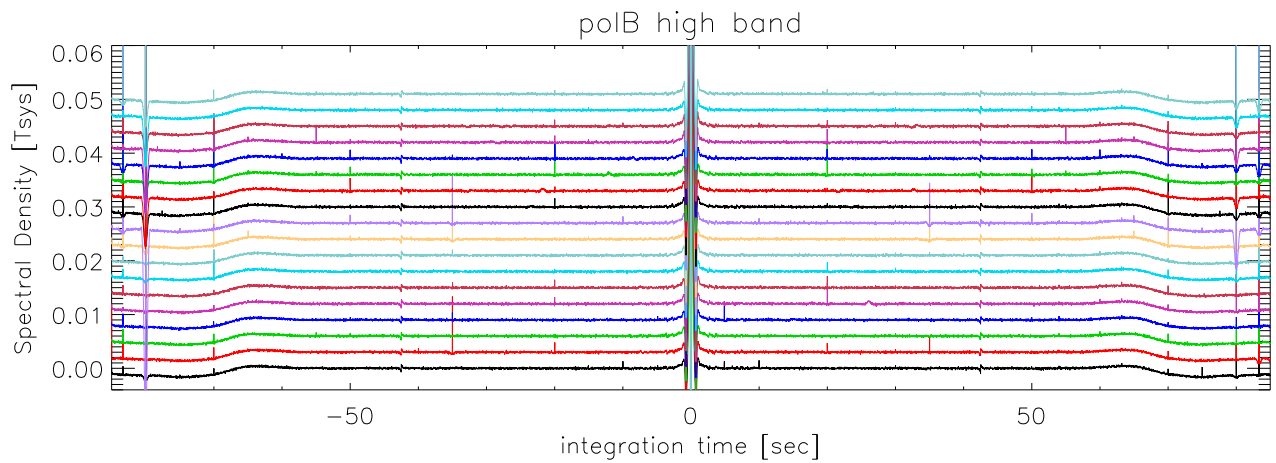 polB high band
0.06
0.05
0.04
0.03
0.02
0.01
0.00
Spectral Density [Tsys]
-50 0 50
integration time [sec]